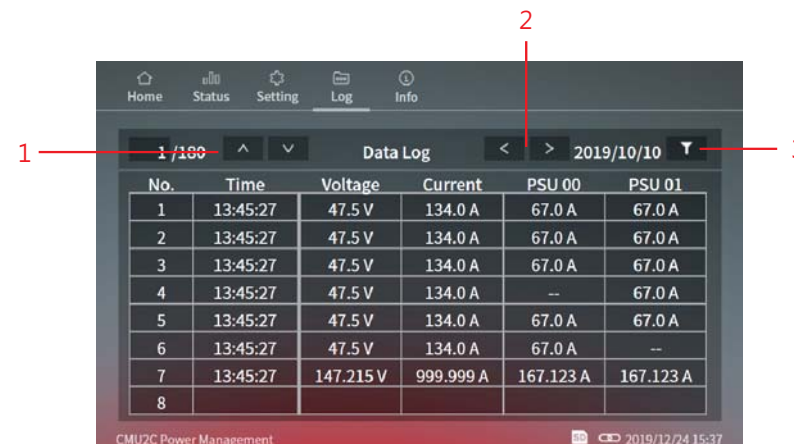 2
Home Status Setting Log Info
1
1 /180 Data Log < > 2019/10/10
No. Time Voltage Current PSU 00 PSU 01
1 13:45:27 47.5 V 134.0 A 67.0 A 67.0 A
2 13:45:27 47.5 V 134.0 A 67.0 A 67.0 A
3 13:45:27 47.5 V 134.0 A 67.0 A 67.0 A
4 13:45:27 47.5 V 134.0 A -- 67.0 A
5 13:45:27 47.5 V 134.0 A 67.0 A 67.0 A
6 13:45:27 47.5 V 134.0 A 67.0 A --
7 13:45:27 147.215 V 999.999 A 167.123 A 167.123 A
8
CMU2C Power Management SD 2019/12/24 15:37